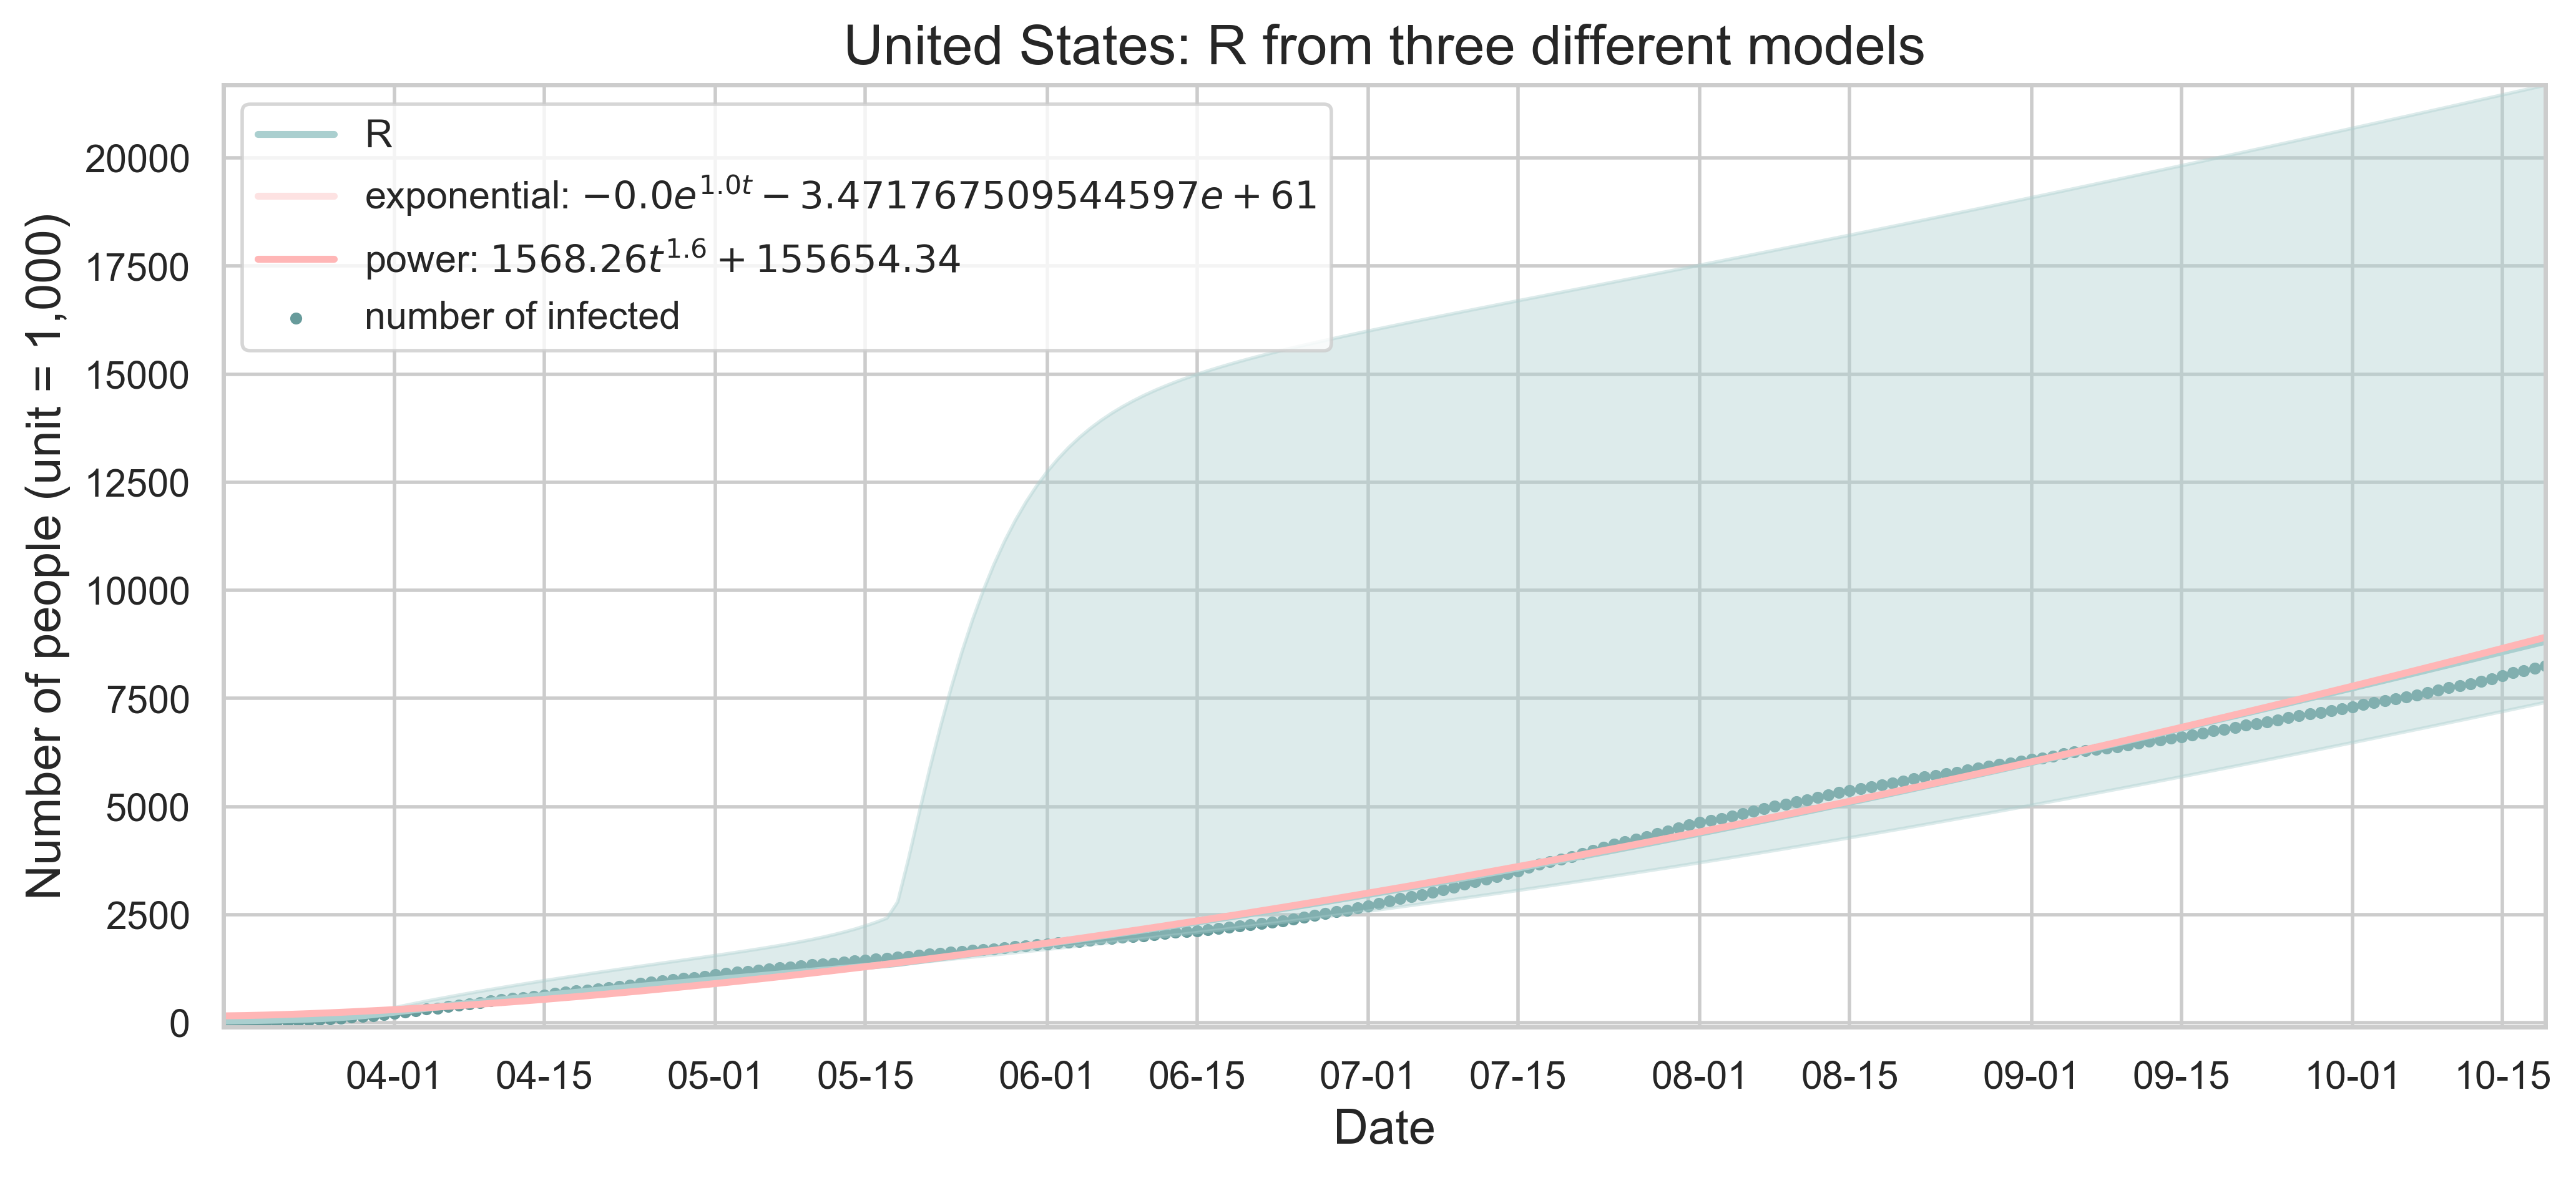 United States: R from three different models
R
exponential: −0.0e^1.0t − 3.4717675095445​97e + 61
power: 1568.26t^1.6 + 155654.34
number of infected
Number of people (unit = 1,000)
20000
17500
15000
12500
10000
7500
5000
2500
0
04-01 04-15 05-01 05-15 06-01 06-15 07-01 07-15 08-01 08-15 09-01 09-15 10-01 10-15
Date